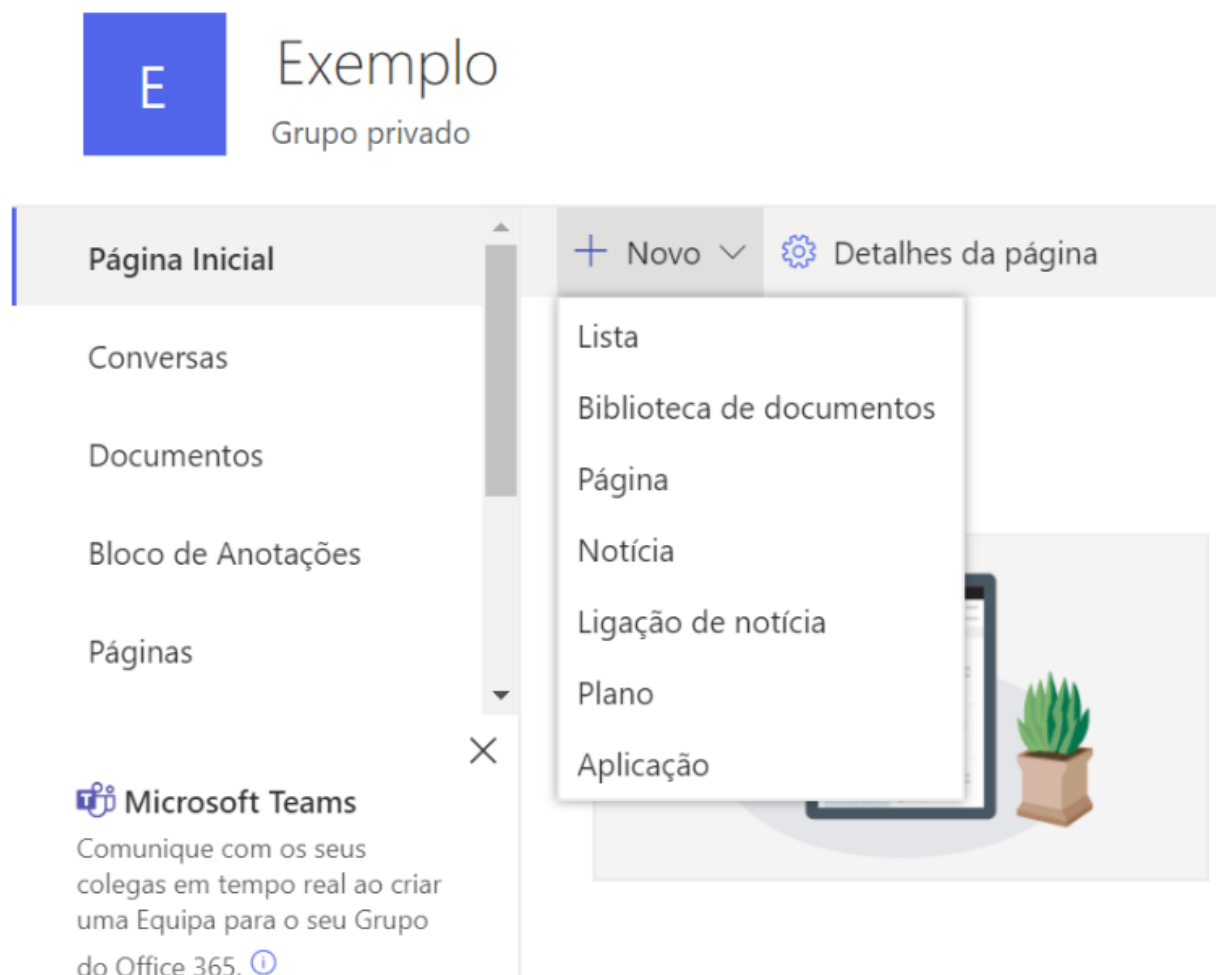 E
Exemplo
Grupo privado
Página Inicial
Conversas
Documentos
Bloco de Anotações
Páginas
Microsoft Teams
Comunique com os seus
colegas em tempo real ao criar
uma Equipa para o seu Grupo
do Office 365.
+ Novo
Detalhes da página
Lista
Biblioteca de documentos
Página
Notícia
Ligação de notícia
Plano
Aplicação